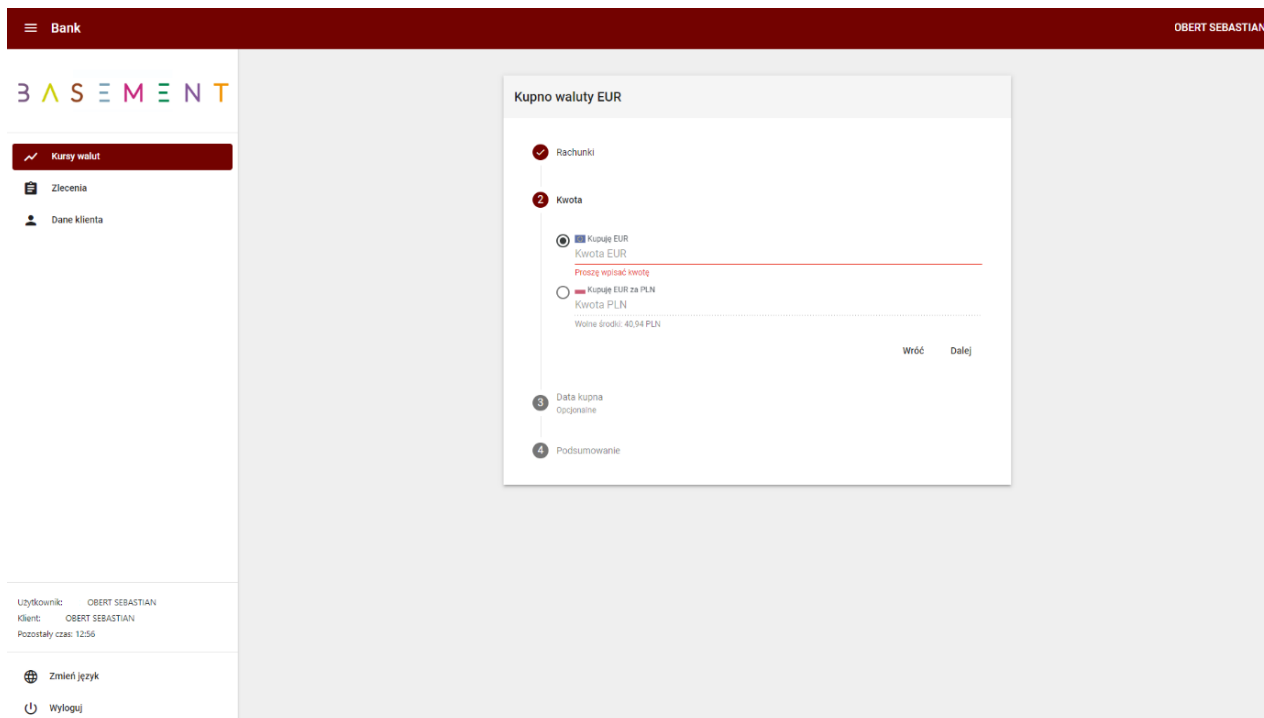 Bank
OBERT SEBASTIAN
BASEMENT
Kursy walut
Zlecenia
Dane klienta
Kupno waluty EUR
Rachunki
2 Kwota
Kupuję EUR
Kwota EUR
Proszę wpisać kwotę
Kupuję EUR za PLN
Kwota PLN
Wolne środki: 40,94 PLN
Wróć Dalej
3 Data kupna
Opcjonalne
4 Podsumowanie
Użytkownik: OBERT SEBASTIAN
Klient: OBERT SEBASTIAN
Pozostały czas: 12:56
Zmień język
Wyloguj